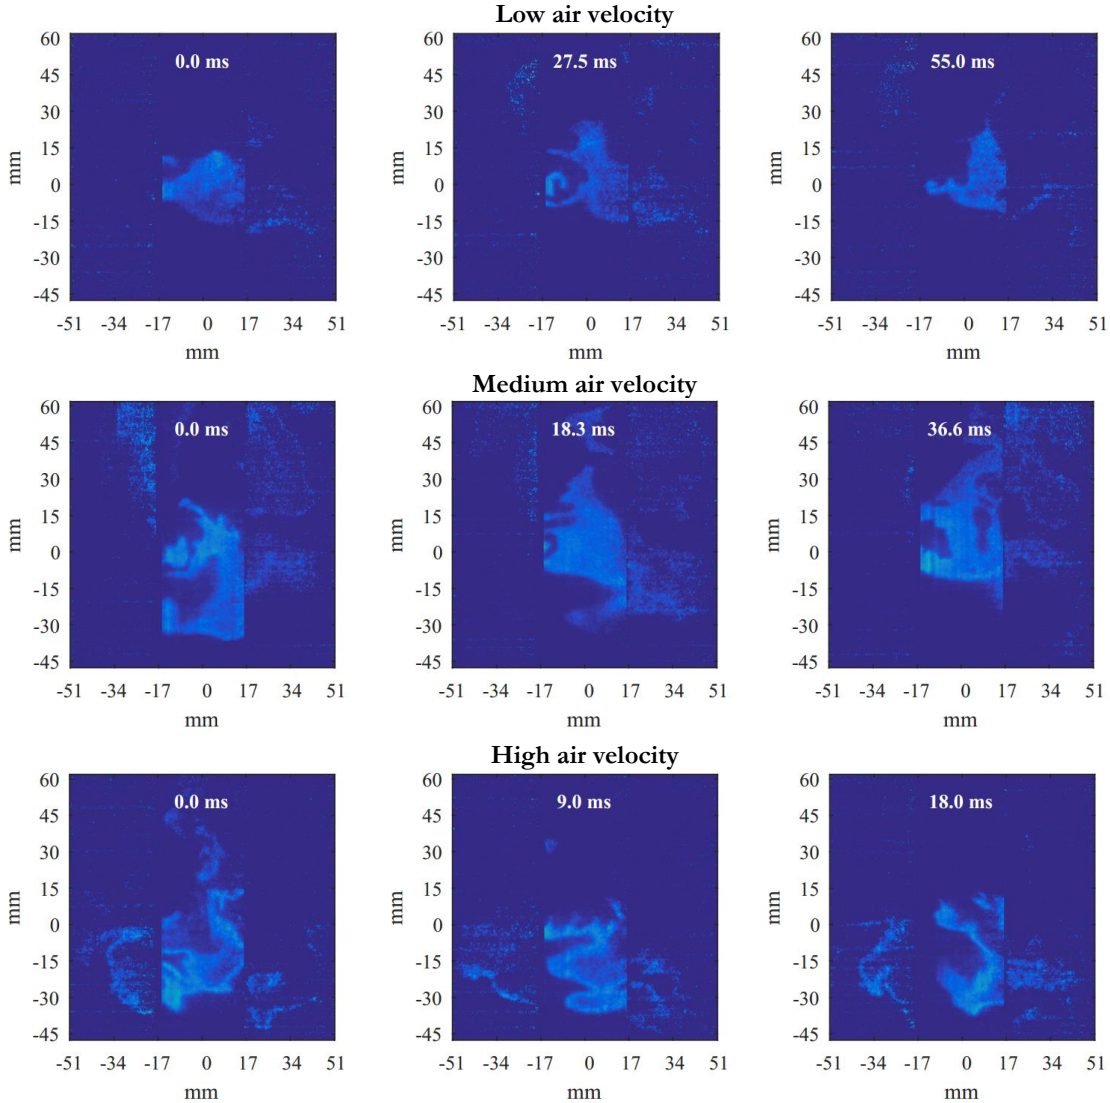 Low air velocity
0.0 ms 27.5 ms 55.0 ms
60 60 60
45 45 45
30 30 30
mm 15 mm 15 mm 15
0 0 0
-15 -15 -15
-30 -30 -30
-45 -45 -45
-51 -34 -17 0 17 34 51 -51 -34 -17 0 17 34 51 -51 -34 -17 0 17 34 51
mm mm mm
Medium air velocity
0.0 ms 18.3 ms 36.6 ms
60 60 60
45 45 45
30 30 30
mm 15 mm 15 mm 15
0 0 0
-15 -15 -15
-30 -30 -30
-45 -45 -45
-51 -34 -17 0 17 34 51 -51 -34 -17 0 17 34 51 -51 -34 -17 0 17 34 51
mm mm mm
High air velocity
0.0 ms 9.0 ms 18.0 ms
60 60 60
45 45 45
30 30 30
mm 15 mm 15 mm 15
0 0 0
-15 -15 -15
-30 -30 -30
-45 -45 -45
-51 -34 -17 0 17 34 51 -51 -34 -17 0 17 34 51 -51 -34 -17 0 17 34 51
mm mm mm